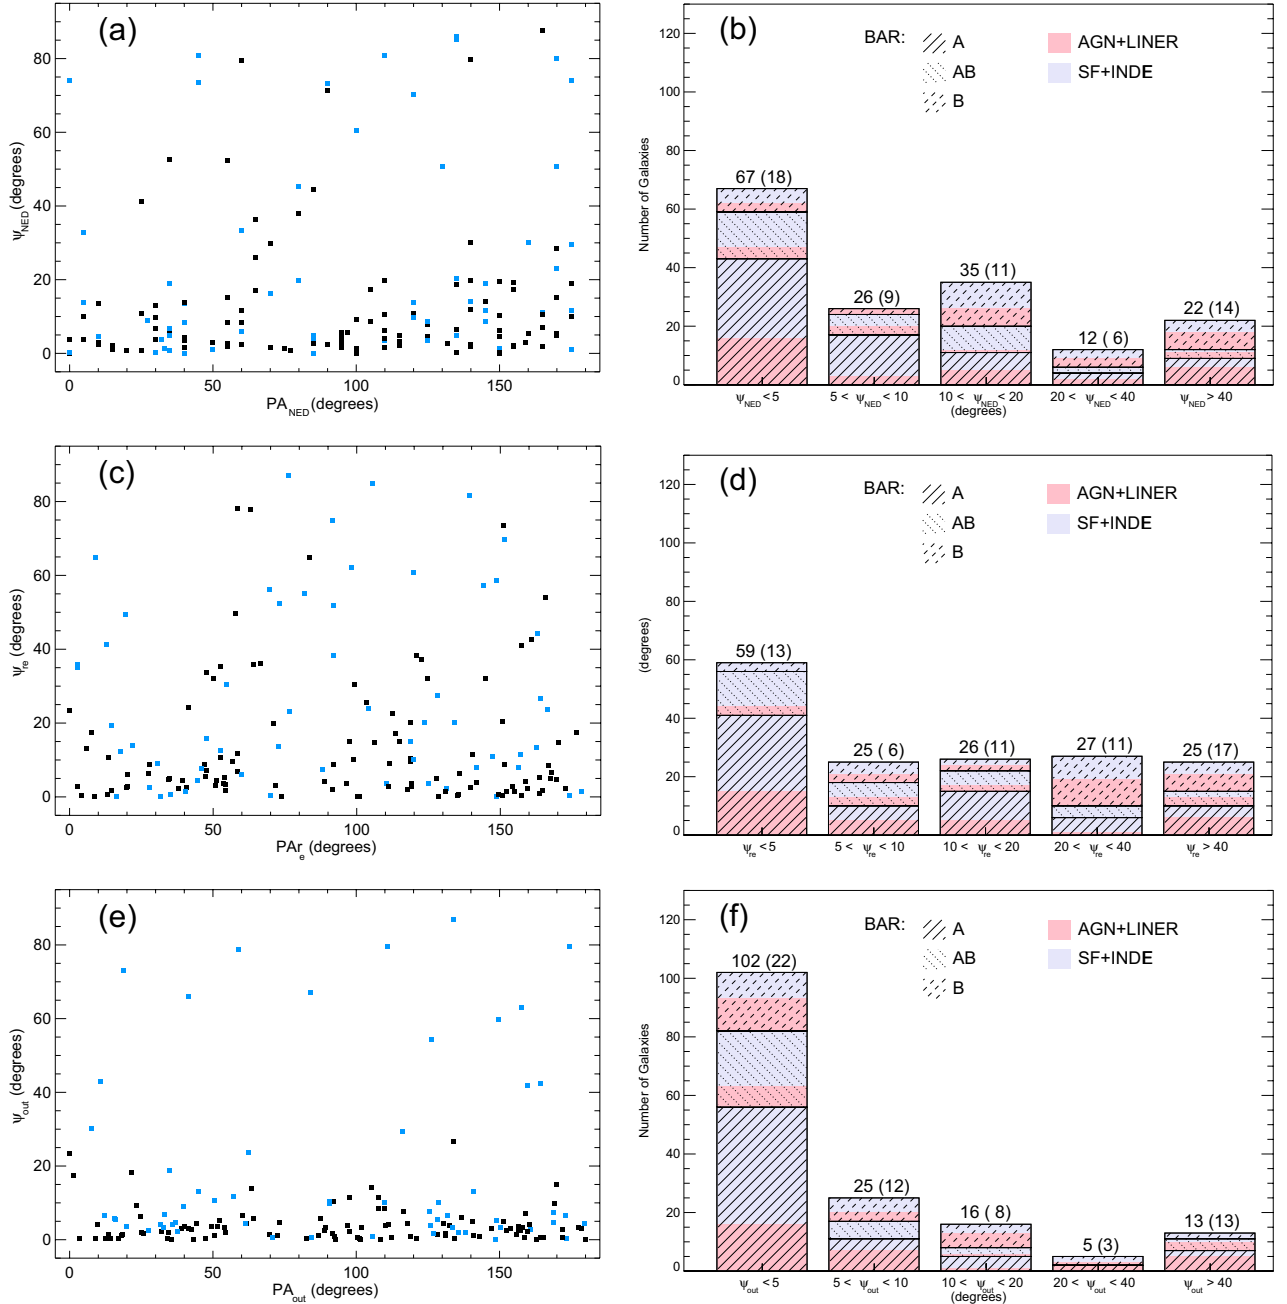 (a)
80
60
40
20
0
ψNED (degrees)
0 50 100 150
PANED (degrees)
(b)
BAR: A AGN+LINER
AB SF+INDE
B
120
100
80
60
40
20
0
Number of Galaxies
67 (18)
26 (9)
35 (11)
12 ( 6)
22 (14)
ψNED < 5 5 < ψNED < 10 10 < ψNED < 20 20 < ψNED < 40 ψNED > 40
(degrees)
(c)
80
60
40
20
0
ψre (degrees)
0 50 100 150
PAre (degrees)
(d)
BAR: A AGN+LINER
AB SF+INDE
B
120
100
80
60
40
20
0
(degrees)
59 (13)
25 ( 6)
26 (11)
27 (11)
25 (17)
ψre < 5 5 < ψre < 10 10 < ψre < 20 20 < ψre < 40 ψre > 40
(e)
80
60
40
20
0
ψout (degrees)
0 50 100 150
PAout (degrees)
(f)
BAR: A AGN+LINER
AB SF+INDE
B
120
100
80
60
40
20
0
Number of Galaxies
102 (22)
25 (12)
16 ( 8)
5 (3)
13 (13)
ψout < 5 5 < ψout < 10 10 < ψout < 20 20 < ψout < 40 ψout > 40
(degrees)